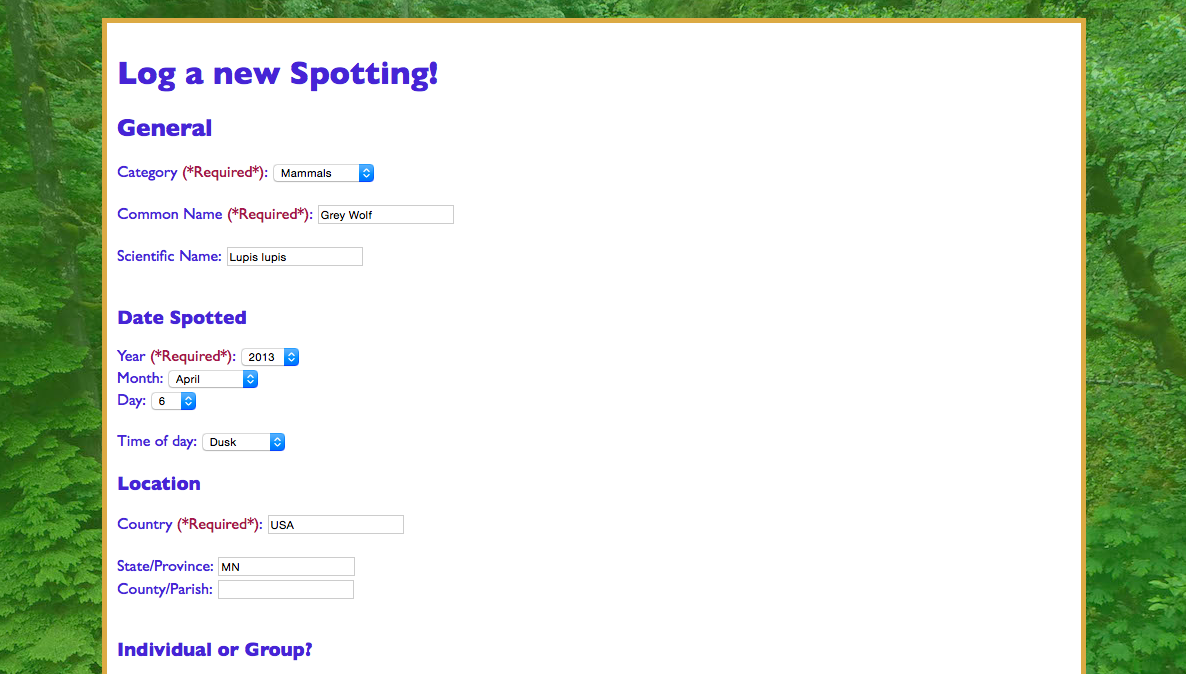 Log a new Spotting!
General
Category (*Required*): Mammals
Common Name (*Required*): Grey Wolf
Scientific Name: Lupis lupis
Date Spotted
Year (*Required*): 2013
Month: April
Day: 6
Time of day: Dusk
Location
Country (*Required*): USA
State/Province: MN
County/Parish:
Individual or Group?